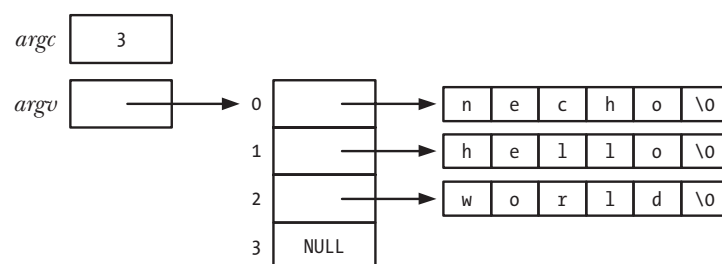 argc 3
argv 0 n e c h o \0
1 h e l l o \0
2 w o r l d \0
3 NULL